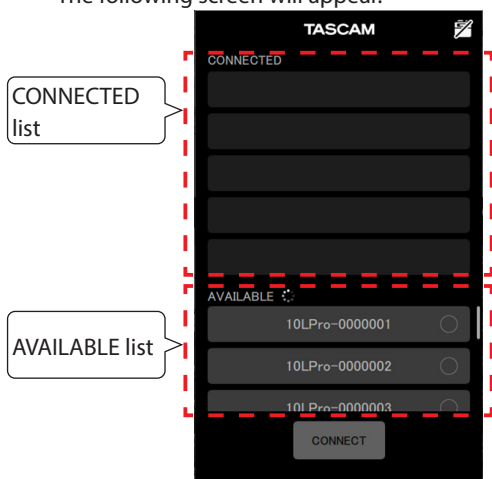 The following screen will appear.
TASCAM
CONNECTED
CONNECTED
list
AVAILABLE
10LPro-0000001
AVAILABLE list
10LPro-0000002
10LPro-0000003
CONNECT